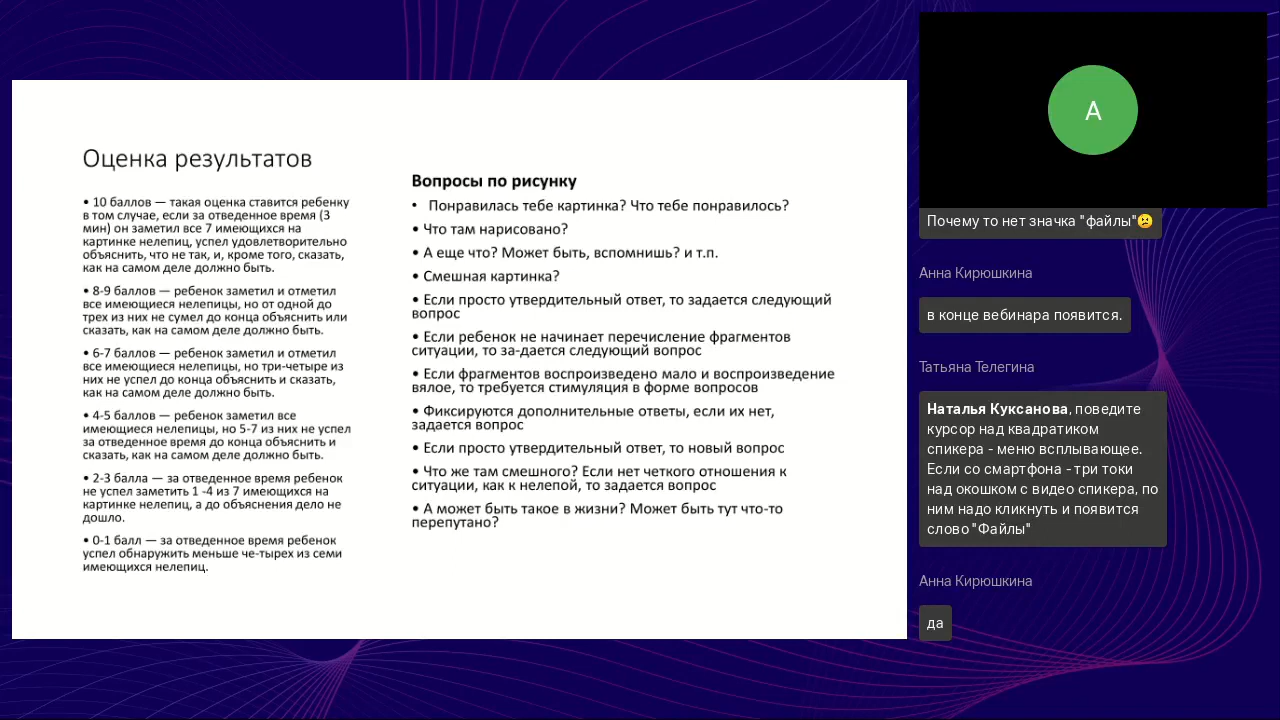 Оценка результатов
• 10 баллов — такая оценка ставится ребенку
в том случае, если за отведенное время (3
мин) он заметил все 7 имеющихся на
картинке нелепиц, успел удовлетворительно
объяснить, что не так, и, кроме того, сказать,
как на самом деле должно быть.
• 8-9 баллов — ребенок заметил и отметил
все имеющиеся нелепицы, но от одной до
трех из них не сумел до конца объяснить или
сказать, как на самом деле должно быть.
• 6-7 баллов — ребенок заметил и отметил
все имеющиеся нелепицы, но три-четыре из
них не успел до конца объяснить и сказать,
как на самом деле должно быть.
• 4-5 баллов — ребенок заметил все
имеющиеся нелепицы, но 5-7 из них не успел
за отведенное время до конца объяснить и
сказать, как на самом деле должно быть.
• 2-3 балла — за отведенное время ребенок
не успел заметить 1 -4 из 7 имеющихся на
картинке нелепиц, а до объяснения дело не
дошло.
• 0-1 балл — за отведенное время ребенок
успел обнаружить меньше че-тырех из семи
имеющихся нелепиц.
Вопросы по рисунку
• Понравилась тебе картинка? Что тебе понравилось?
• Что там нарисовано?
• А еще что? Может быть, вспомнишь? и т.п.
• Смешная картинка?
• Если просто утвердительный ответ, то задается следующий
вопрос
• Если ребенок не начинает перечисление фрагментов
ситуации, то за-дается следующий вопрос
• Если фрагментов воспроизведено мало и воспроизведение
вялое, то требуется стимуляция в форме вопросов
• Фиксируются дополнительные ответы, если их нет,
задается вопрос
• Если просто утвердительный ответ, то новый вопрос
• Что же там смешного? Если нет четкого отношения к
ситуации, как к нелепой, то задается вопрос
• А может быть такое в жизни? Может быть тут что-то
перепутано?
А
Почему то нет значка "файлы"😕
Анна Кирюшкина
в конце вебинара появится.
Татьяна Телегина
Наталья Куксанова, поведите
курсор над квадратиком
спикера - меню всплывающее.
Если со смартфона - три токи
над окошком с видео спикера, по
ним надо кликнуть и появится
слово "Файлы"
Анна Кирюшкина
да